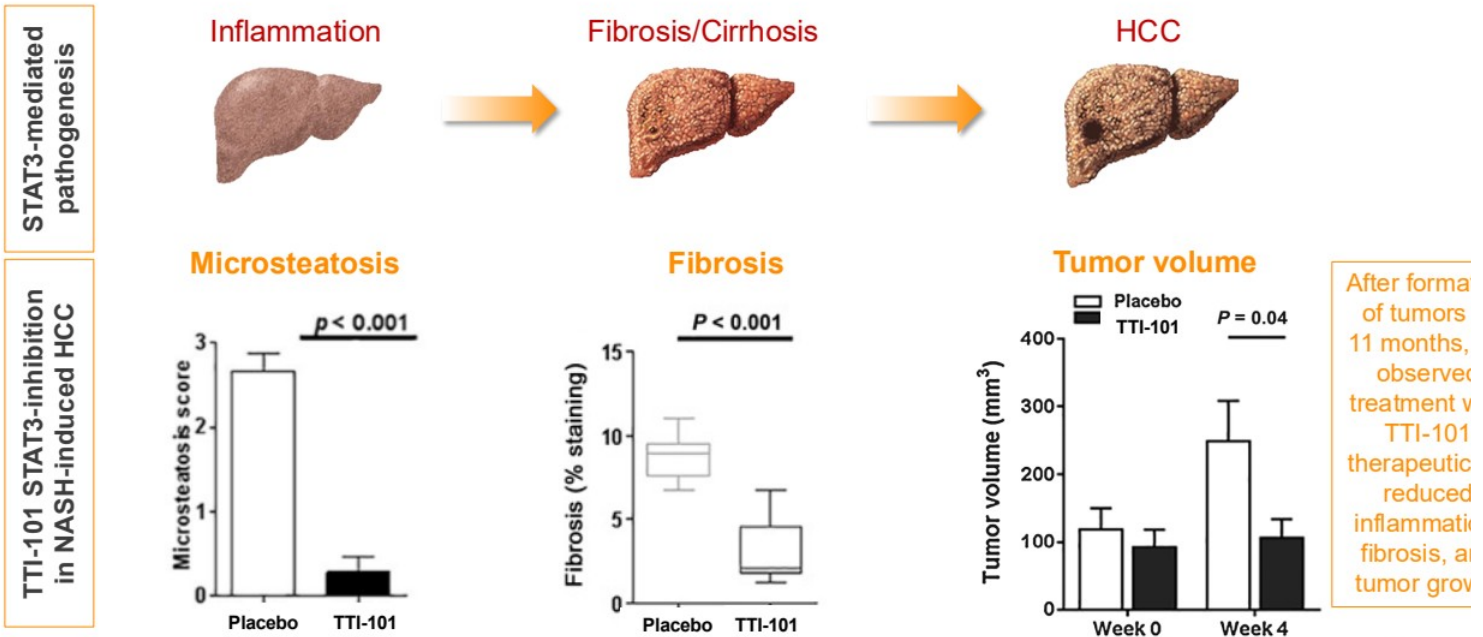 STAT3-mediated
pathogenesis
Inflammation
Fibrosis/Cirrhosis
HCC
TTI-101 STAT3-inhibition
in NASH-induced HCC
Microsteatosis
p < 0.001
Microsteatosis score
3
2
1
0
Placebo
TTI-101
Fibrosis
P < 0.001
Fibrosis (% staining)
15
10
5
0
Placebo
TTI-101
Tumor volume
Placebo
TTI-101
P = 0.04
Tumor volume (mm³)
400
300
200
100
0
Week 0
Week 4
After
of tumors
11 months,
observed
treatment
TTI-101
reduced
fibrosis,
tumor